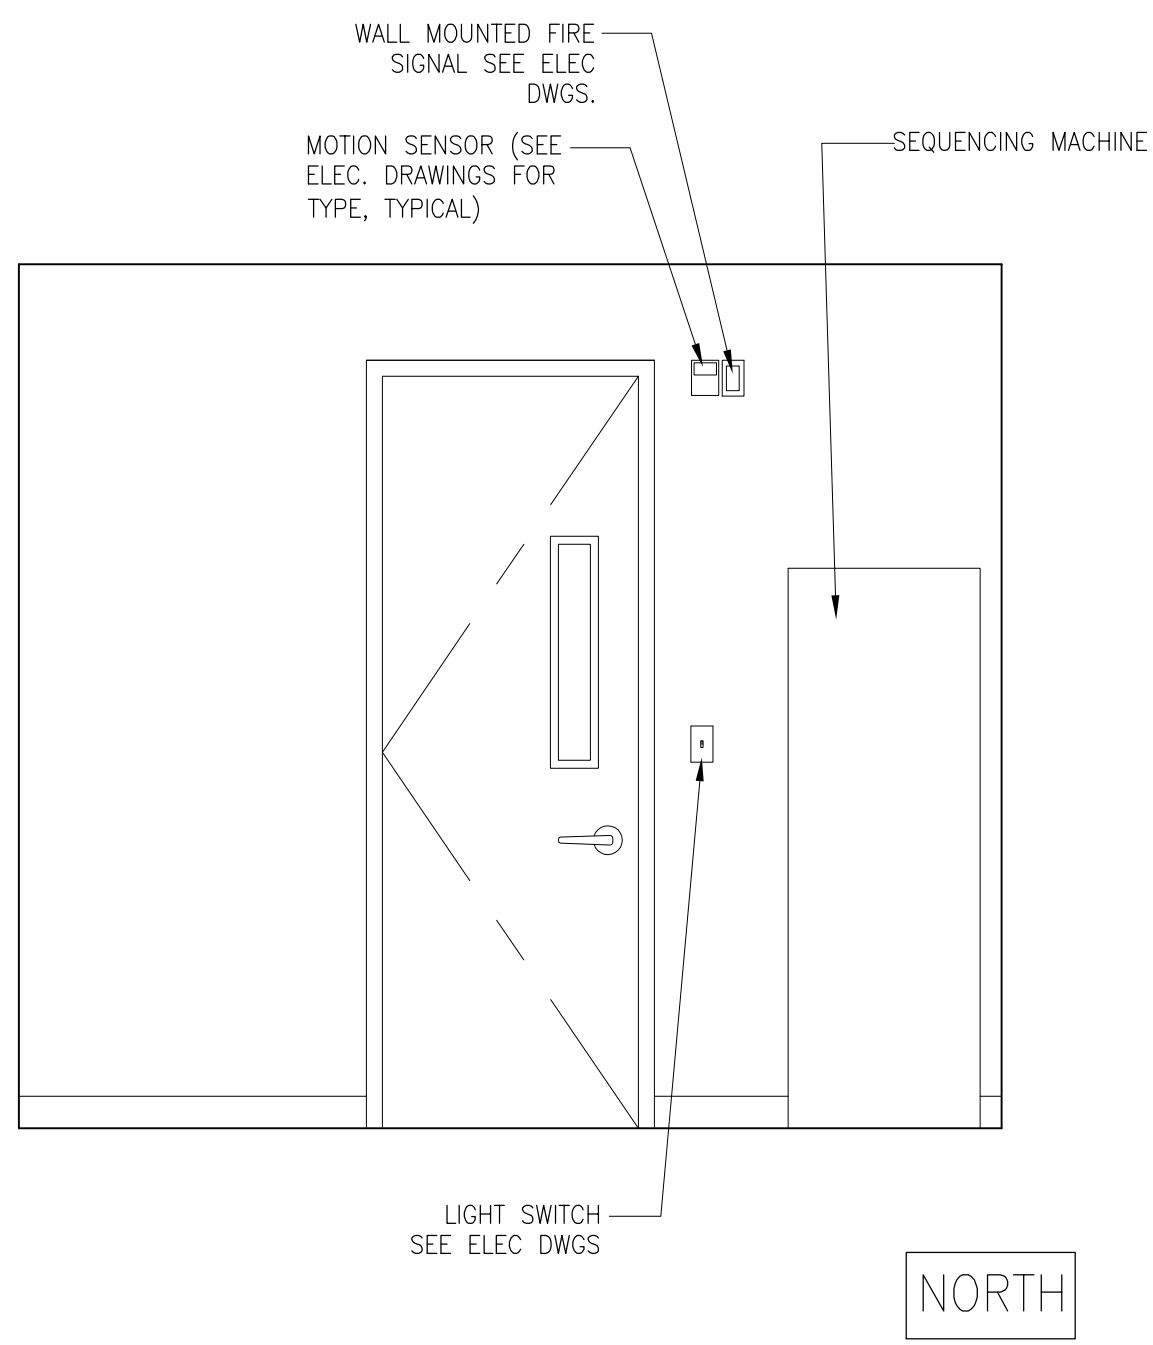 WALL MOUNTED FIRE
SIGNAL SEE ELEC
DWGS.
MOTION SENSOR (SEE
ELEC. DRAWINGS FOR
TYPE, TYPICAL)
SEQUENCING MACHINE
LIGHT SWITCH
SEE ELEC DWGS
NORTH